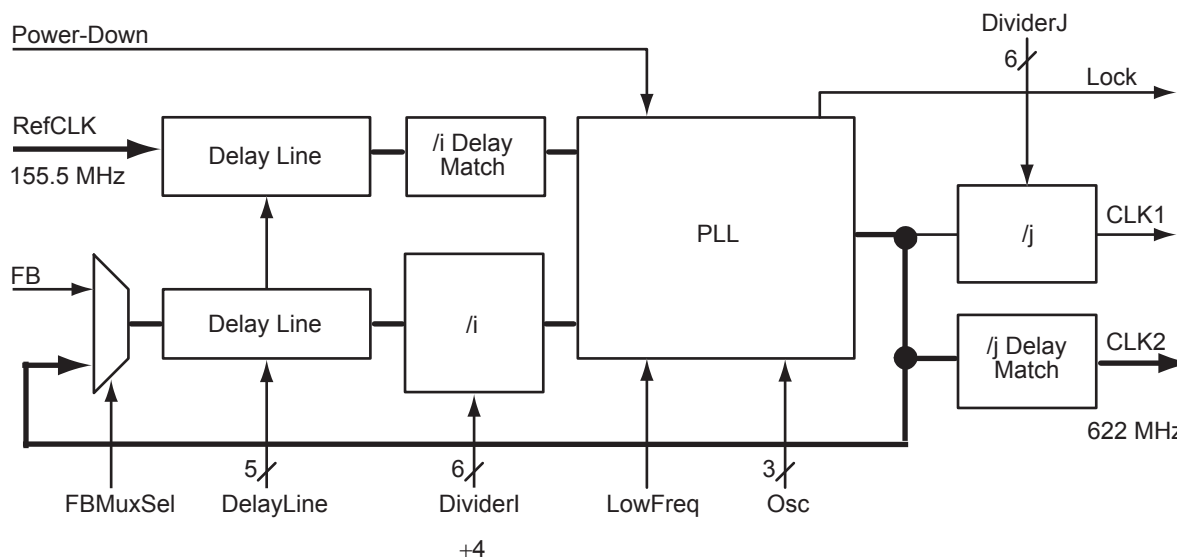 DividerJ
Power-Down
6
Lock
RefCLK
155.5 MHz
Delay Line
/i Delay
Match
PLL
/j
CLK1
FB
Delay Line
/i
/j Delay
Match
CLK2
622 MHz
5
6
3
FBMuxSel
DelayLine
DividerI
LowFreq
Osc
+4